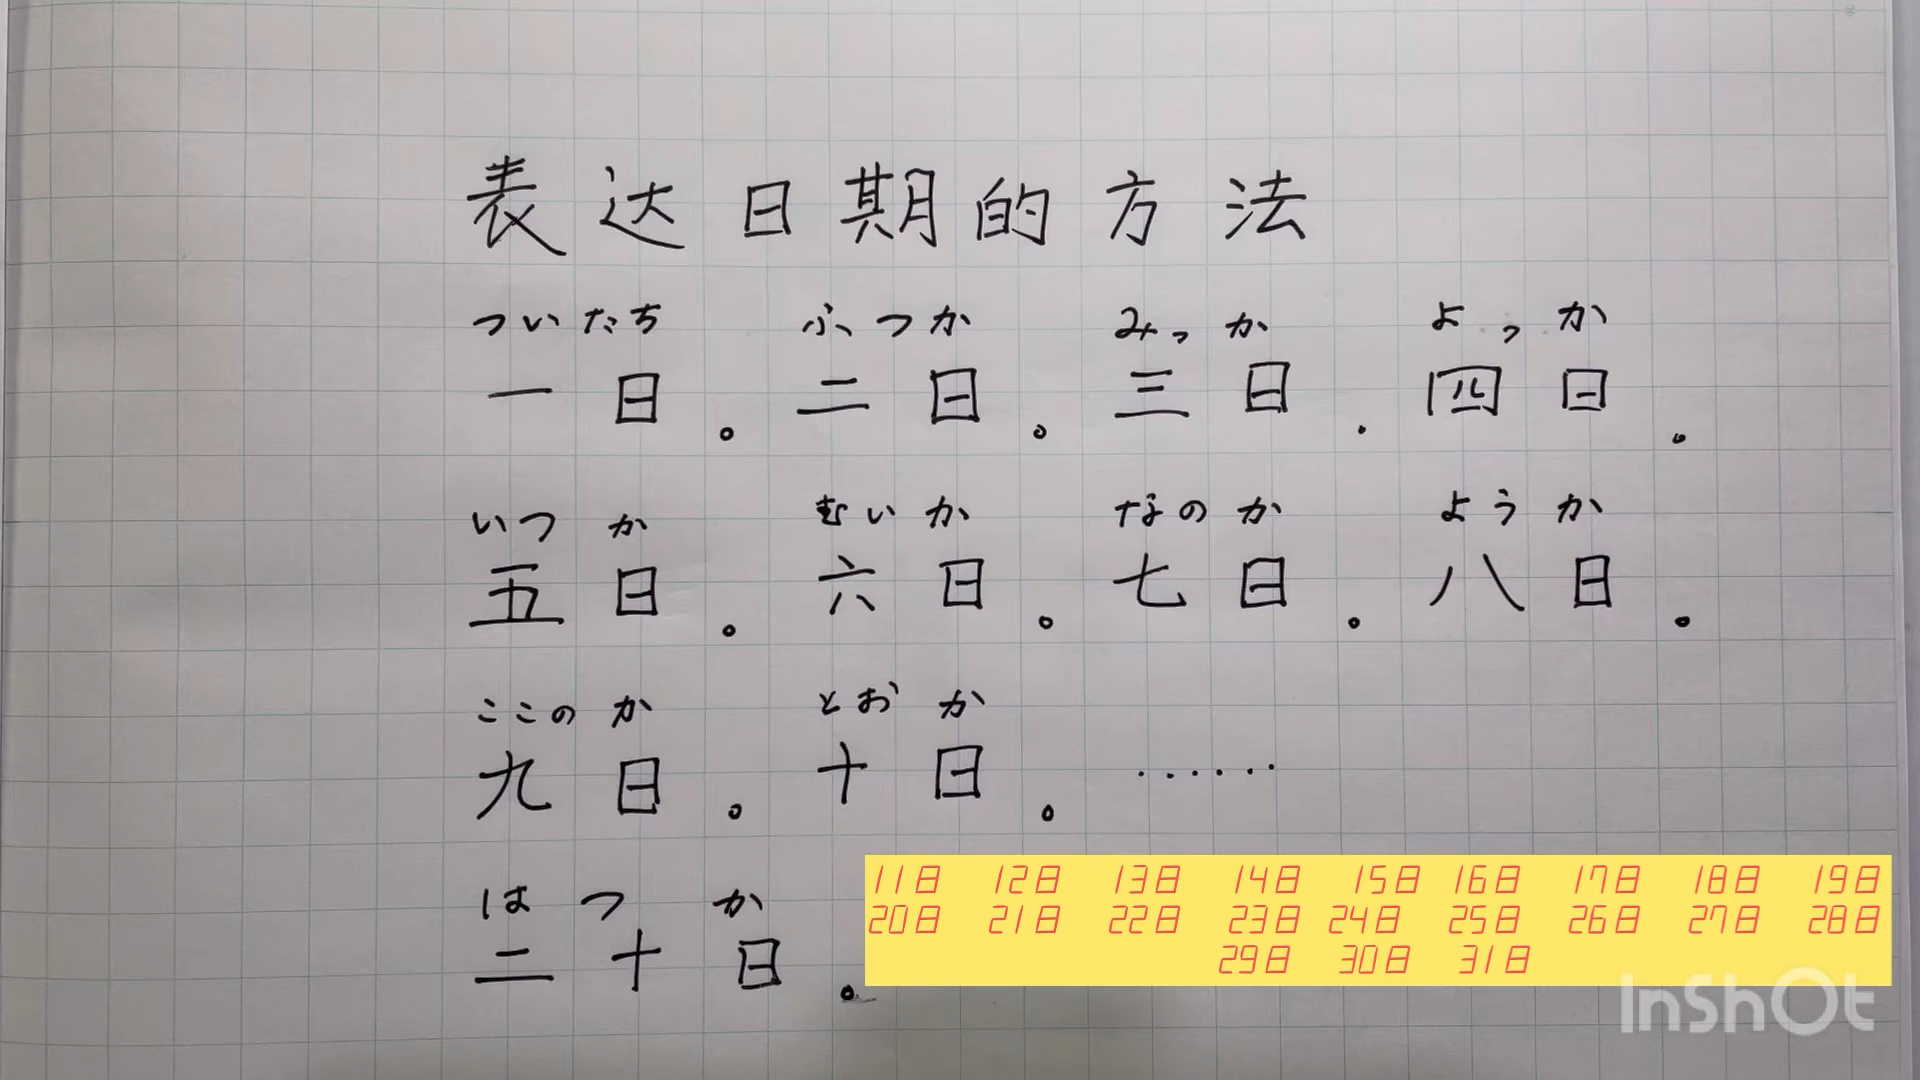 表达日期的方法
ついたち ふつか みっか よっか
一日。二日。三日.四日。
いつか むいか なのか ようか
五日。六日。七日。八日。
ここのか とおか
九日。十日。······
はつか
二十日。
11日 12日 13日 14日 15日 16日 17日 18日 19日
20日 21日 22日 23日 24日 25日 26日 27日 28日
29日 30日 31日
InShOt